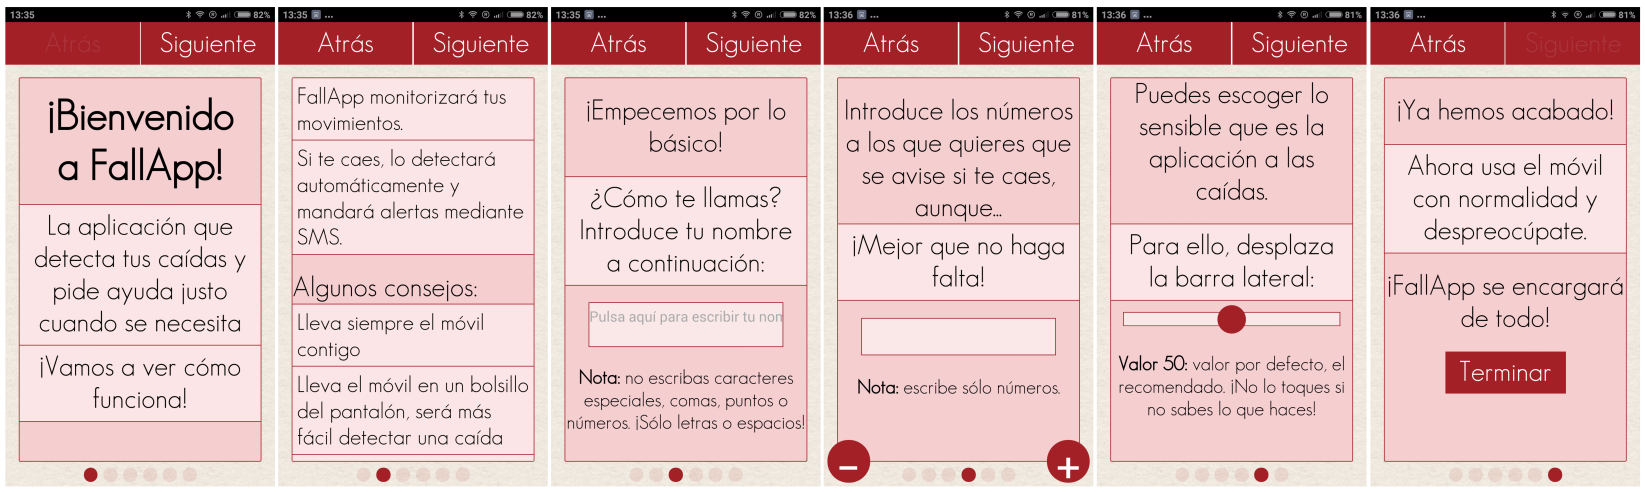 13:35
82%
Atrás
Siguiente
¡Bienvenido
a FallApp!
La aplicación que
detecta tus caídas y
pide ayuda justo
cuando se necesita
¡Vamos a ver cómo
funciona!
13:35
...
82%
Atrás
Siguiente
FallApp monitorizará tus
movimientos.
Si te caes, lo detectará
automáticamente y
mandará alertas mediante
SMS.
Algunos consejos:
Lleva siempre el móvil
contigo
Lleva el móvil en un bolsillo
del pantalón, será más
fácil detectar una caída
13:35
...
82%
Atrás
Siguiente
¡Empecemos por lo
básico!
¿Cómo te llamas?
Introduce tu nombre
a continuación:
Pulsa aquí para escribir tu nom
Nota: no escribas caracteres
especiales, comas, puntos o
números. ¡Sólo letras o espacios!
13:36
...
81%
Atrás
Siguiente
Introduce los números
a los que quieres que
se avise si te caes,
aunque...
¡Mejor que no haga
falta!
Nota: escribe sólo números.
−
+
13:36
...
81%
Atrás
Siguiente
Puedes escoger lo
sensible que es la
aplicación a las
caídas.
Para ello, desplaza
la barra lateral:
Valor 50: valor por defecto, el
recomendado. ¡No lo toques si
no sabes lo que haces!
13:36
...
81%
Atrás
Siguiente
¡Ya hemos acabado!
Ahora usa el móvil
con normalidad y
despreocúpate.
¡FallApp se encargará
de todo!
Terminar